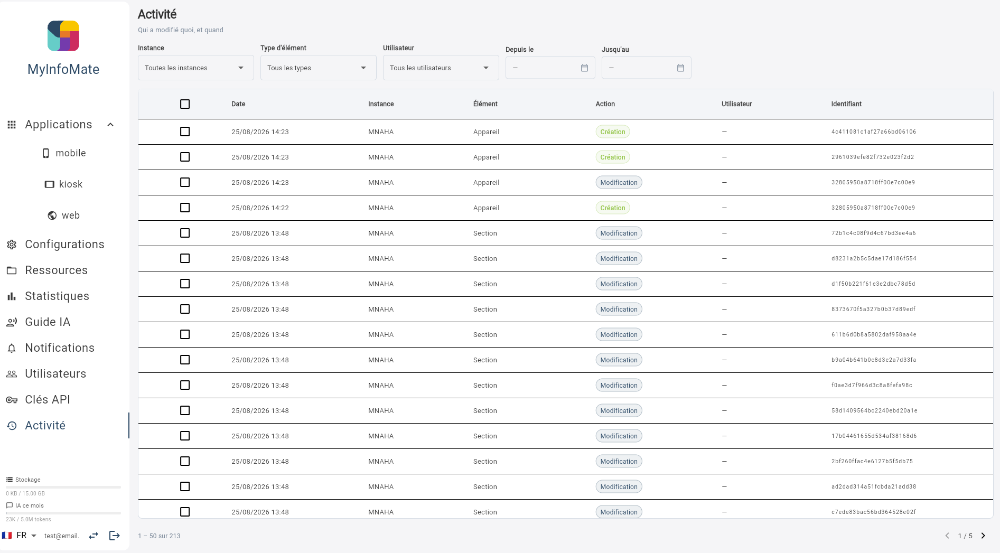 MyInfoMate
Applications
mobile
kiosk
web
Configurations
Ressources
Statistiques
Guide IA
Notifications
Utilisateurs
Clés API
Activité
Stockage
0 KB / 15.00 GB
IA ce mois
23K / 5.0M tokens
FR test@email.
Activité
Qui a modifié quoi, et quand
Instance Type d'élément Utilisateur Depuis le Jusqu'au
Toutes les instances Tous les types Tous les utilisateurs – –
Date Instance Élément Action Utilisateur Identifiant
25/08/2026 14:23 MNAHA Appareil Création – 4c411081c1af27a66bd06106
25/08/2026 14:23 MNAHA Appareil Création – 2961039efe82f732e023f2d2
25/08/2026 14:23 MNAHA Appareil Modification – 32805950a8718ff00e7c00e9
25/08/2026 14:22 MNAHA Appareil Création – 32805950a8718ff00e7c00e9
25/08/2026 13:48 MNAHA Section Modification – 72b1c4c08f9d4c67bd3ee4a6
25/08/2026 13:48 MNAHA Section Modification – d8231a2b5c5dae17d186f554
25/08/2026 13:48 MNAHA Section Modification – d1f50b221f61e3e2dbc78d5d
25/08/2026 13:48 MNAHA Section Modification – 8373670f5a327b0b37d89edf
25/08/2026 13:48 MNAHA Section Modification – 611b6d0b8a5802daf958aa4e
25/08/2026 13:48 MNAHA Section Modification – b9a04b641b0c8d3e2a7d33fa
25/08/2026 13:48 MNAHA Section Modification – f0ae3d7f966d3c8a8fefa98c
25/08/2026 13:48 MNAHA Section Modification – 58d1409564bc2240ebd20a1e
25/08/2026 13:48 MNAHA Section Modification – 17b04461655d534af38168d6
25/08/2026 13:48 MNAHA Section Modification – 2bf260ffac4e6127b5f5db75
25/08/2026 13:48 MNAHA Section Modification – ad2dad314a51fcbda21add38
25/08/2026 13:48 MNAHA Section Modification – c7ede83bac56bd364528e02f
1 – 50 sur 213 1 / 5